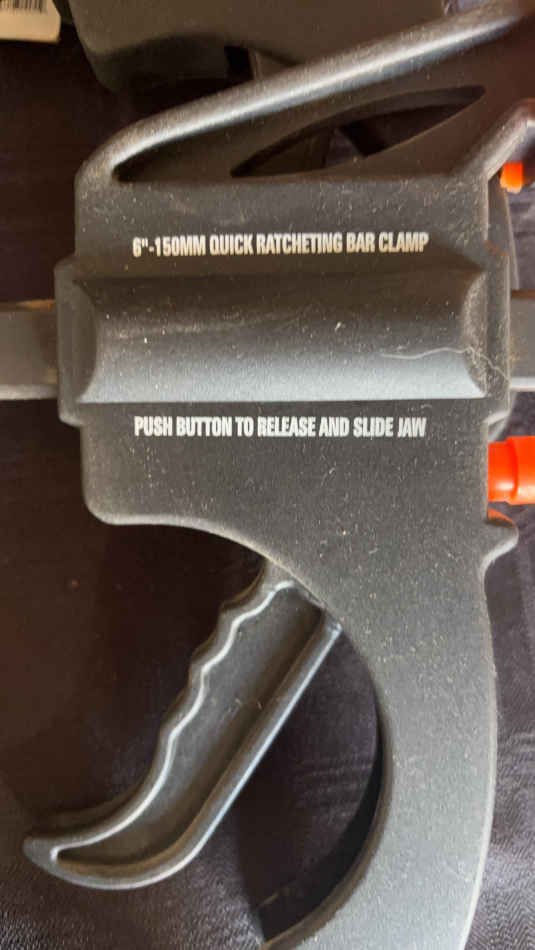 6"-150MM QUICK RATCHETING BAR CLAMP
PUSH BUTTON TO RELEASE AND SLIDE JAW